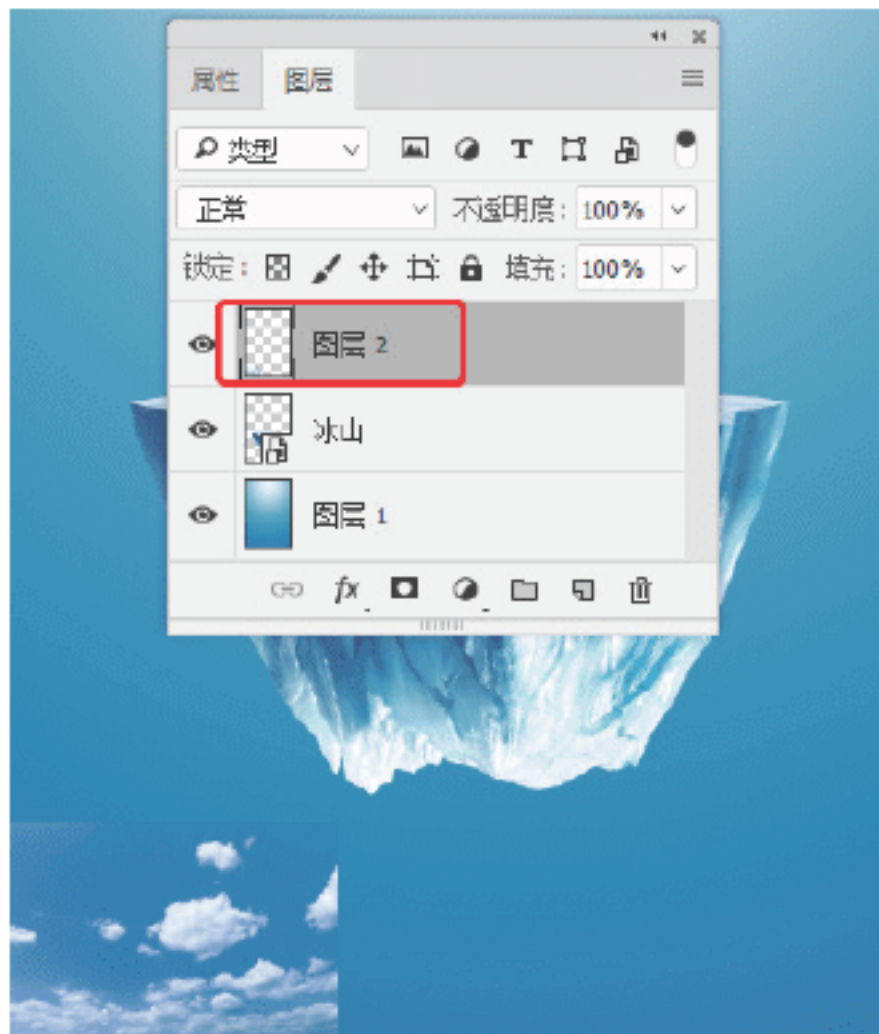 属性 图层
类型
正常 不透明度: 100%
锁定: 填充: 100%
图层 2
冰山
图层 1
fx